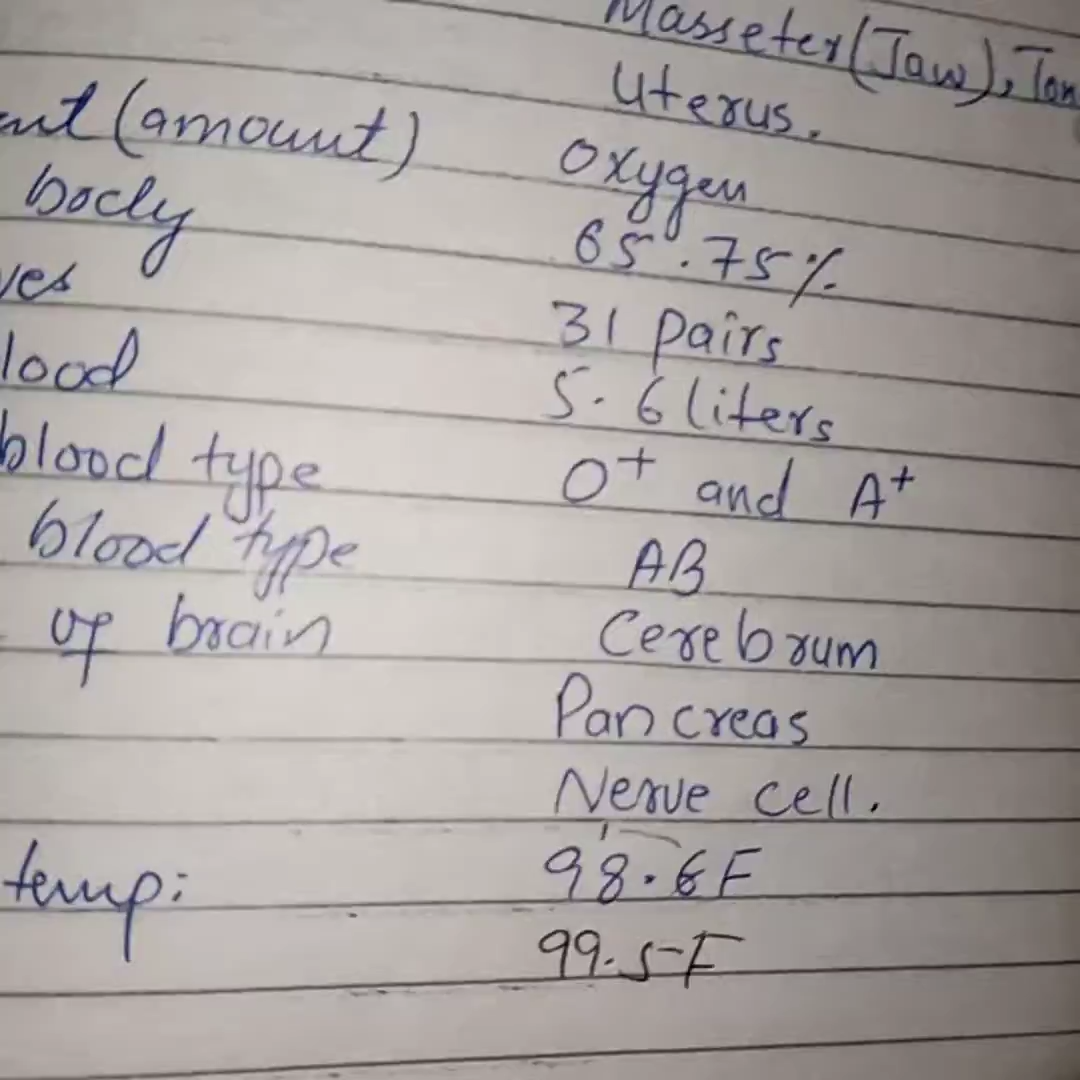 Masseter (Jaw), Ton
Uterus.
(amount) Oxygen
body 65.75%
31 pairs
lood 5.6 liters
blood type O+ and A+
blood type AB
of brain Cerebrum
Pancreas
Nerve cell.
temp: 98.6F
99.5F